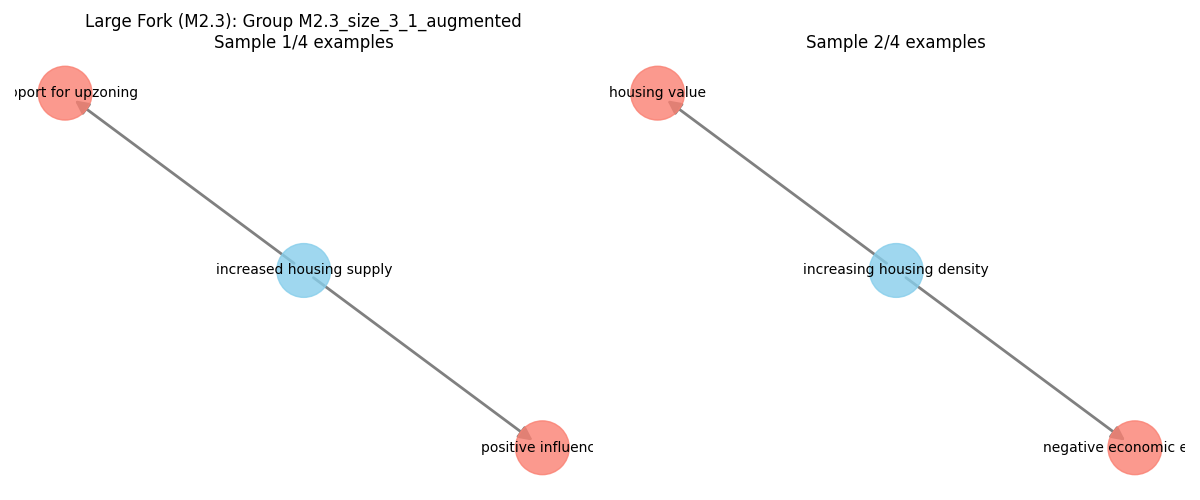 Large Fork (M2.3): Group M2.3_size_3_1_augmented
Sample 1/4 examples
Sample 2/4 examples
pport for upzoning
housing value
increased housing supply
increasing housing density
positive influenc
negative economic e